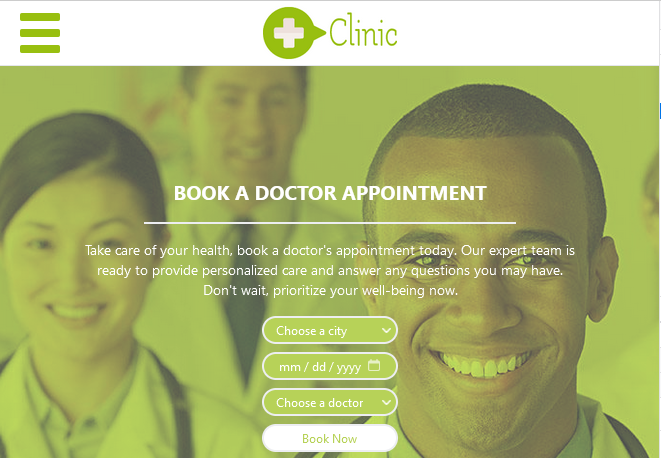 Clinic
BOOK A DOCTOR APPOINTMENT
Take care of your health, book a doctor's appointment today. Our expert team is
ready to provide personalized care and answer any questions you may have.
Don't wait, prioritize your well-being now.
Choose a city
mm / dd / yyyy
Choose a doctor
Book Now